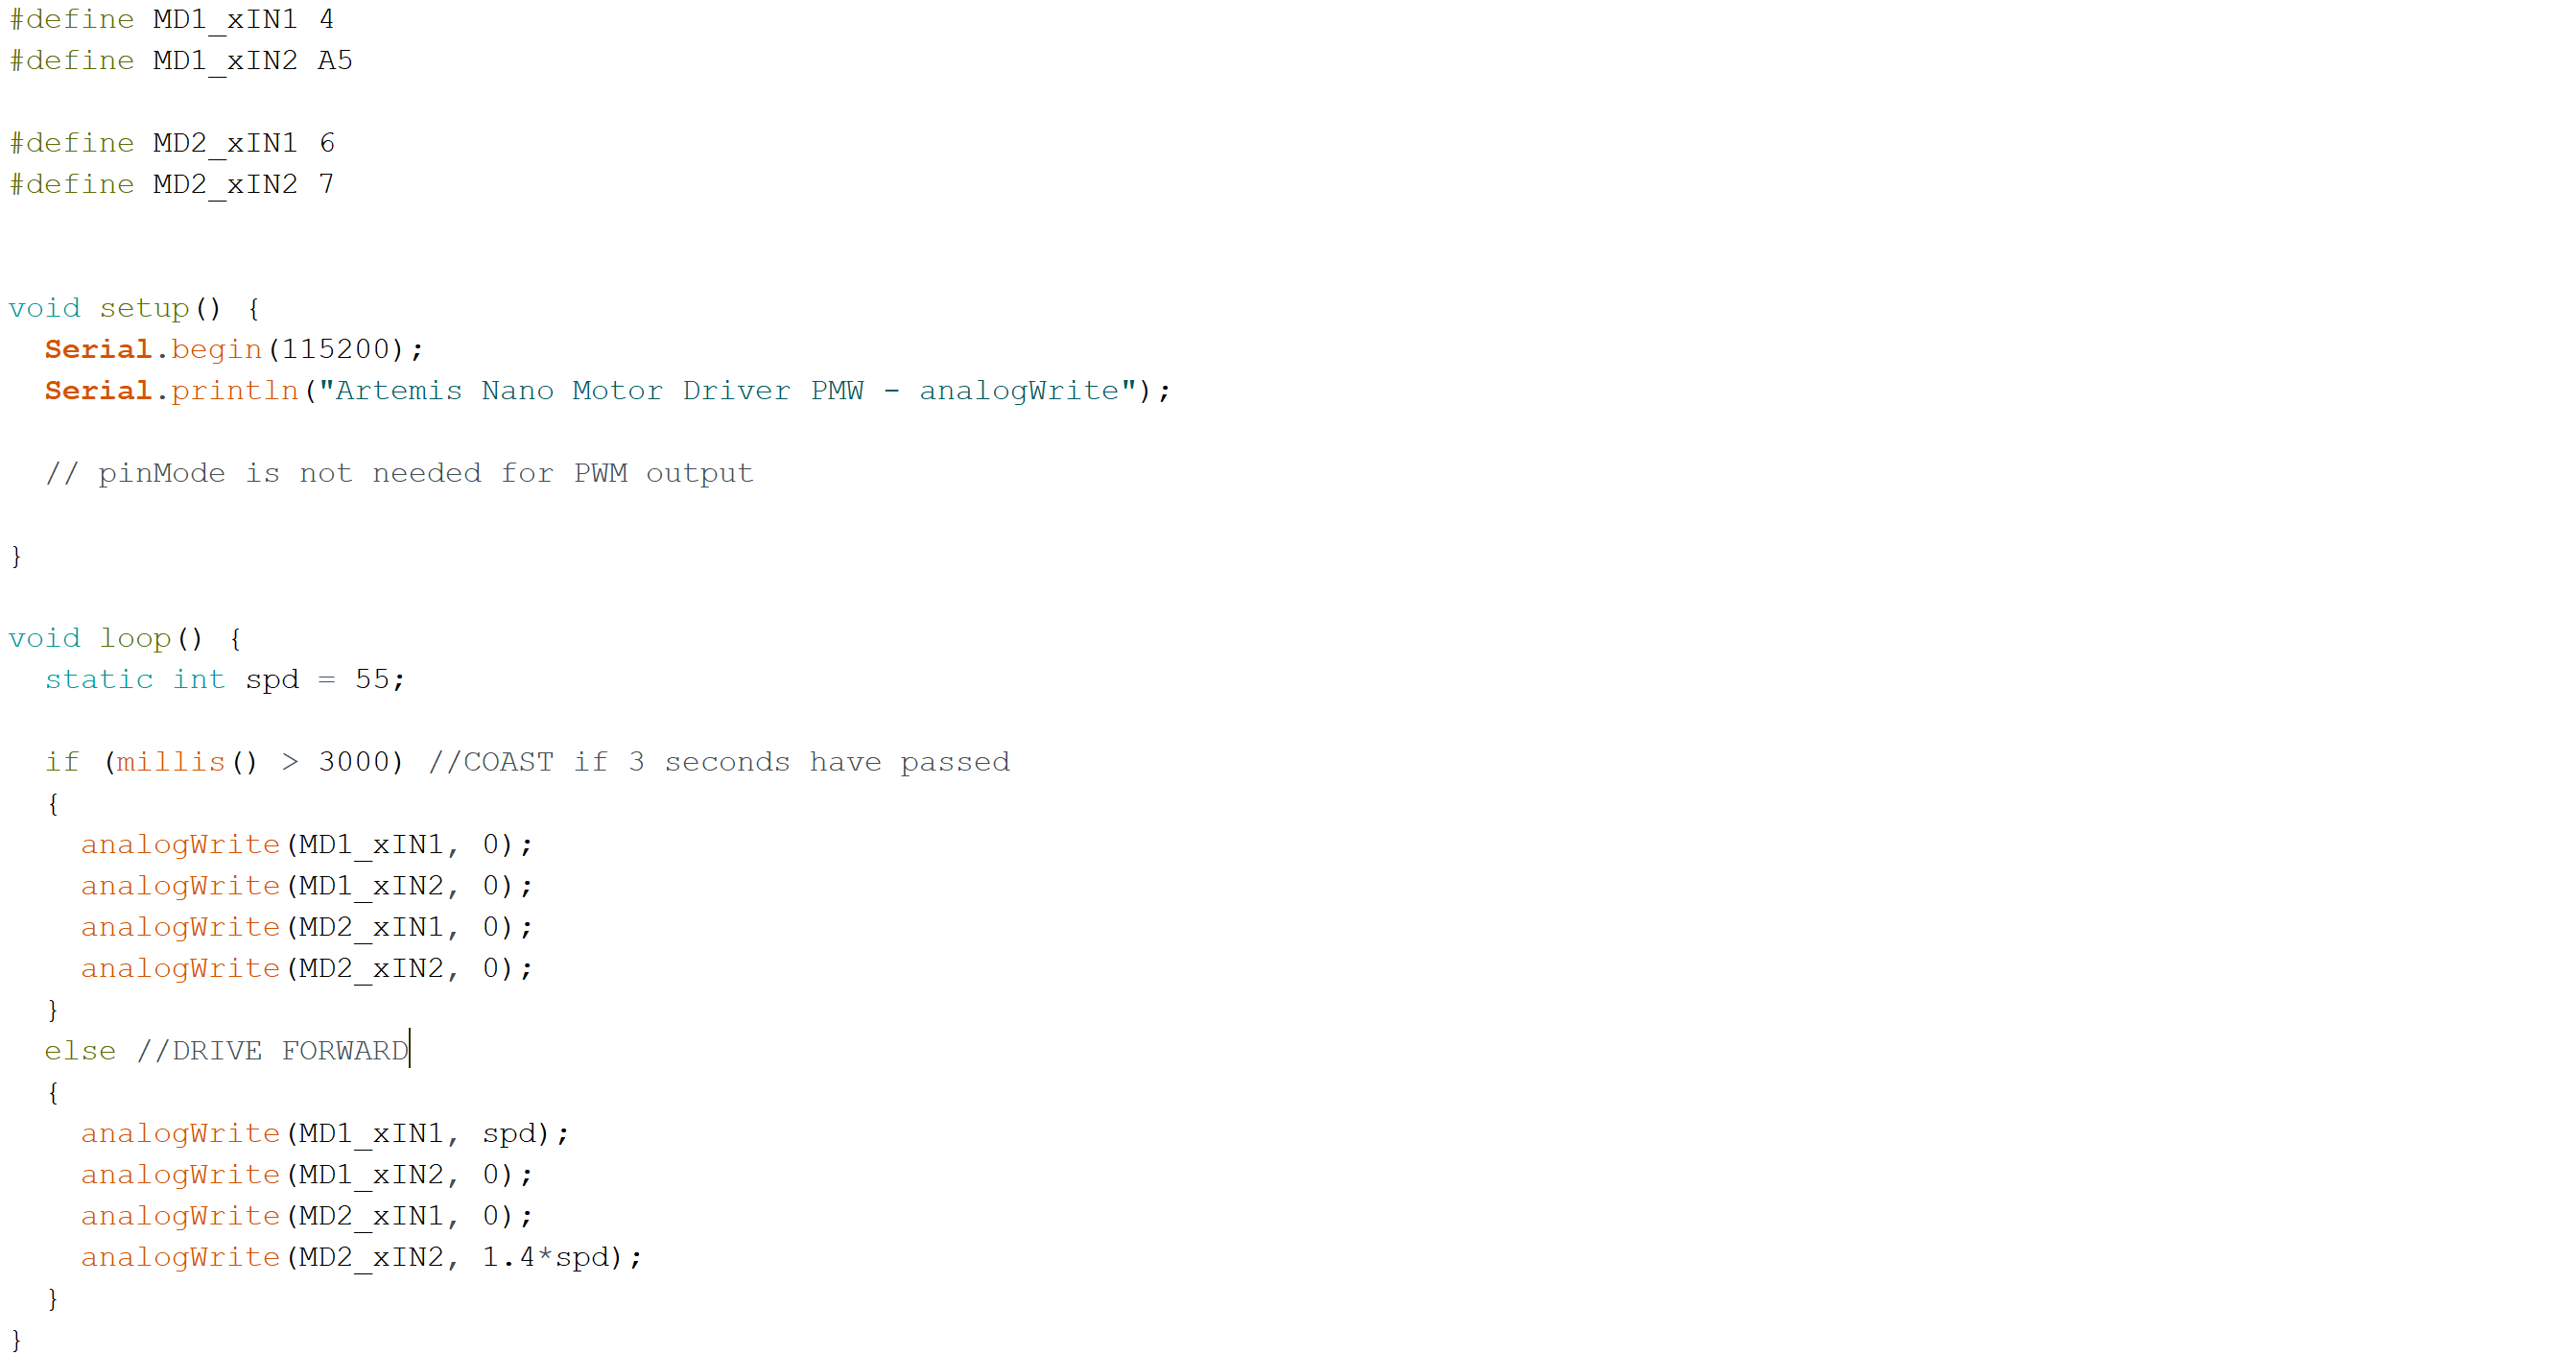 #define MD1_xIN1 4
#define MD1_xIN2 A5
#define MD2_xIN1 6
#define MD2_xIN2 7
void setup() {
  Serial.begin(115200);
  Serial.println("Artemis Nano Motor Driver PMW - analogWrite");
  // pinMode is not needed for PWM output
}
void loop() {
  static int spd = 55;
  if (millis() > 3000) //COAST if 3 seconds have passed
  {
    analogWrite(MD1_xIN1, 0);
    analogWrite(MD1_xIN2, 0);
    analogWrite(MD2_xIN1, 0);
    analogWrite(MD2_xIN2, 0);
  }
  else //DRIVE FORWARD
  {
    analogWrite(MD1_xIN1, spd);
    analogWrite(MD1_xIN2, 0);
    analogWrite(MD2_xIN1, 0);
    analogWrite(MD2_xIN2, 1.4*spd);
  }
}